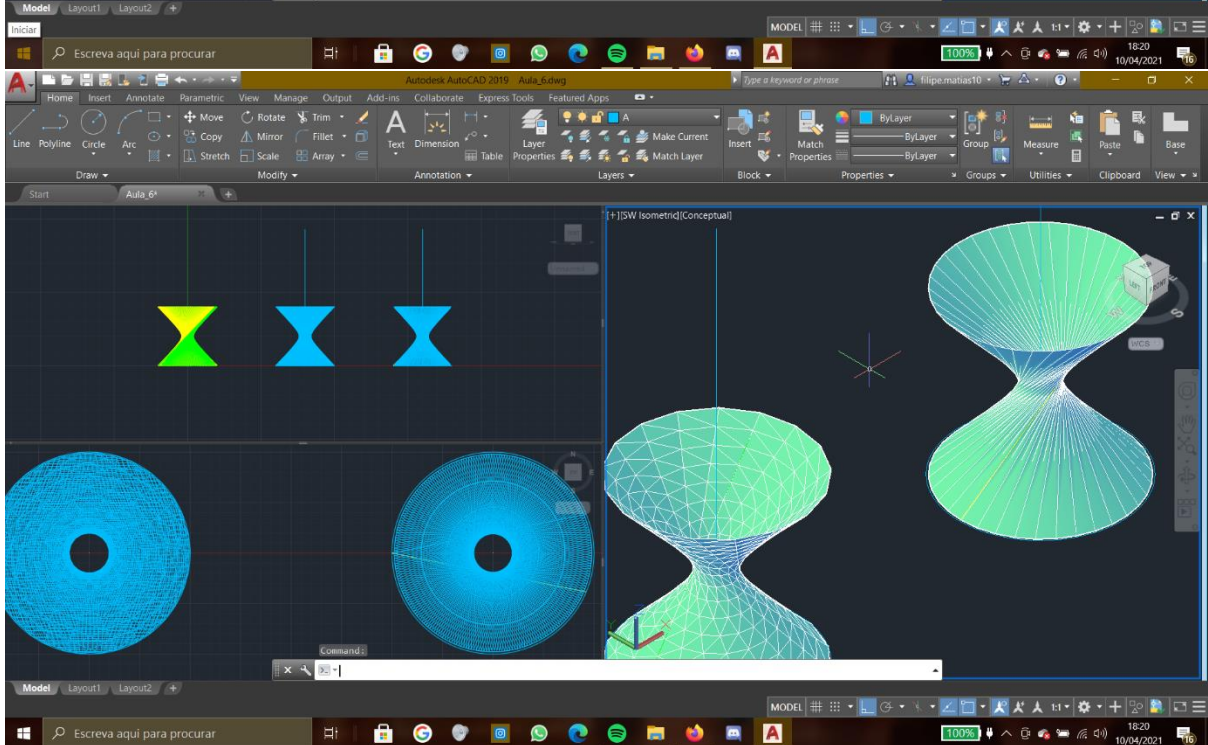 Model Layout1 Layout2 +
Iniciar
MODEL 1:1
Escreva aqui para procurar
100%
18:20
10/04/2021
16
Autodesk AutoCAD 2019 Aula_6.dwg
Type a keyword or phrase
filipe.matias10
Home Insert Annotate Parametric View Manage Output Add-ins Collaborate Express Tools Featured Apps
Line Polyline Circle Arc
Move Rotate Trim
Copy Mirror Fillet
Stretch Scale Array
Text Dimension
Table
Layer Properties
A
Make Current
Match Layer
Insert
Match Properties
ByLayer
ByLayer
ByLayer
Group
Measure
Paste
Base
Draw Modify Annotation Layers Block Properties Groups Utilities Clipboard View
Start Aula_6* +
[+][SW Isometric][Conceptual]
LEFT FRONT
S
WCS
X
Command:
Model Layout1 Layout2 +
MODEL 1:1
Escreva aqui para procurar
100%
18:20
10/04/2021
16